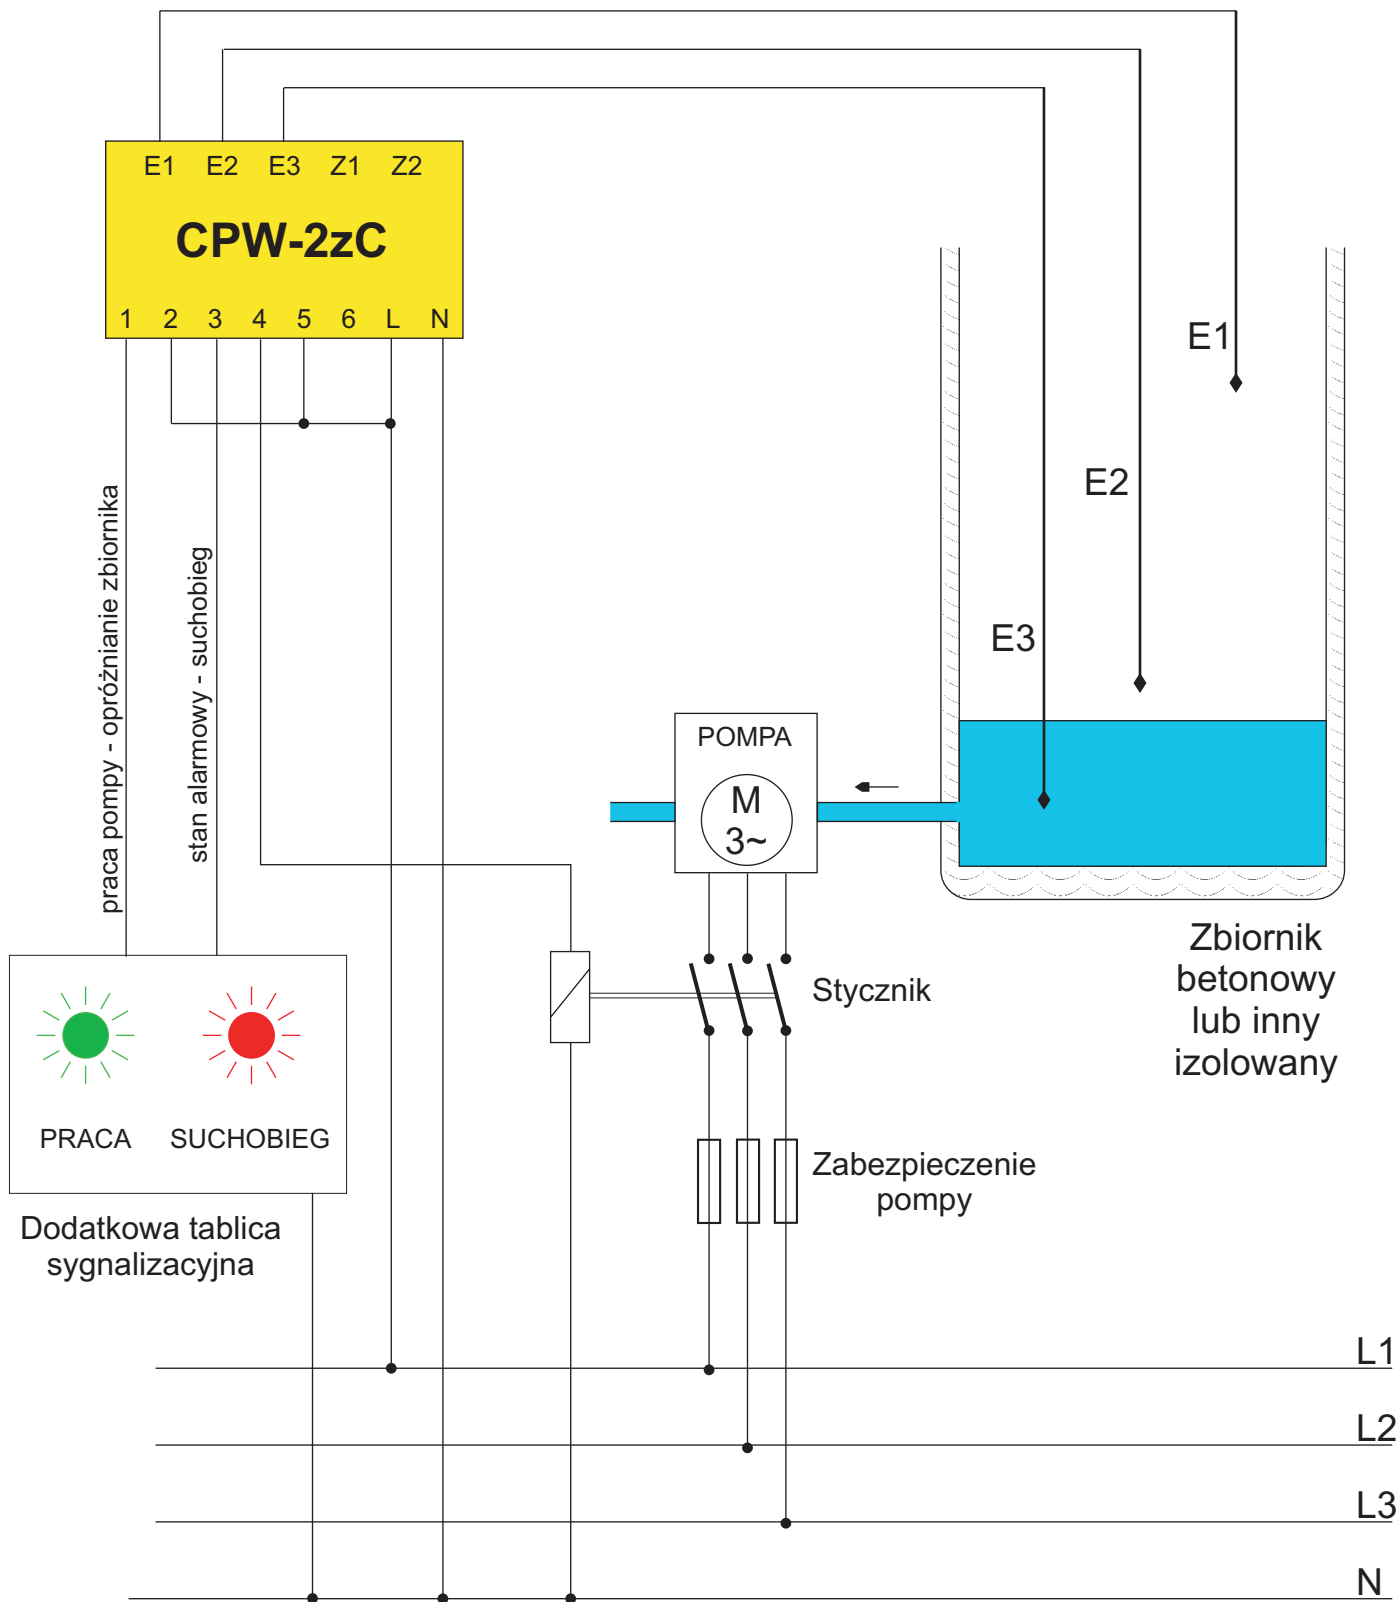 E1 E2 E3 Z1 Z2
CPW-2zC
1 2 3 4 5 6 L N
E1
E2
E3
praca pompy - opróżnianie zbiornika
stan alarmowy - suchobieg
POMPA
M
3~
Zbiornik
betonowy
lub inny
izolowany
Stycznik
PRACA SUCHOBIEG
Zabezpieczenie
pompy
Dodatkowa tablica
sygnalizacyjna
L1
L2
L3
N